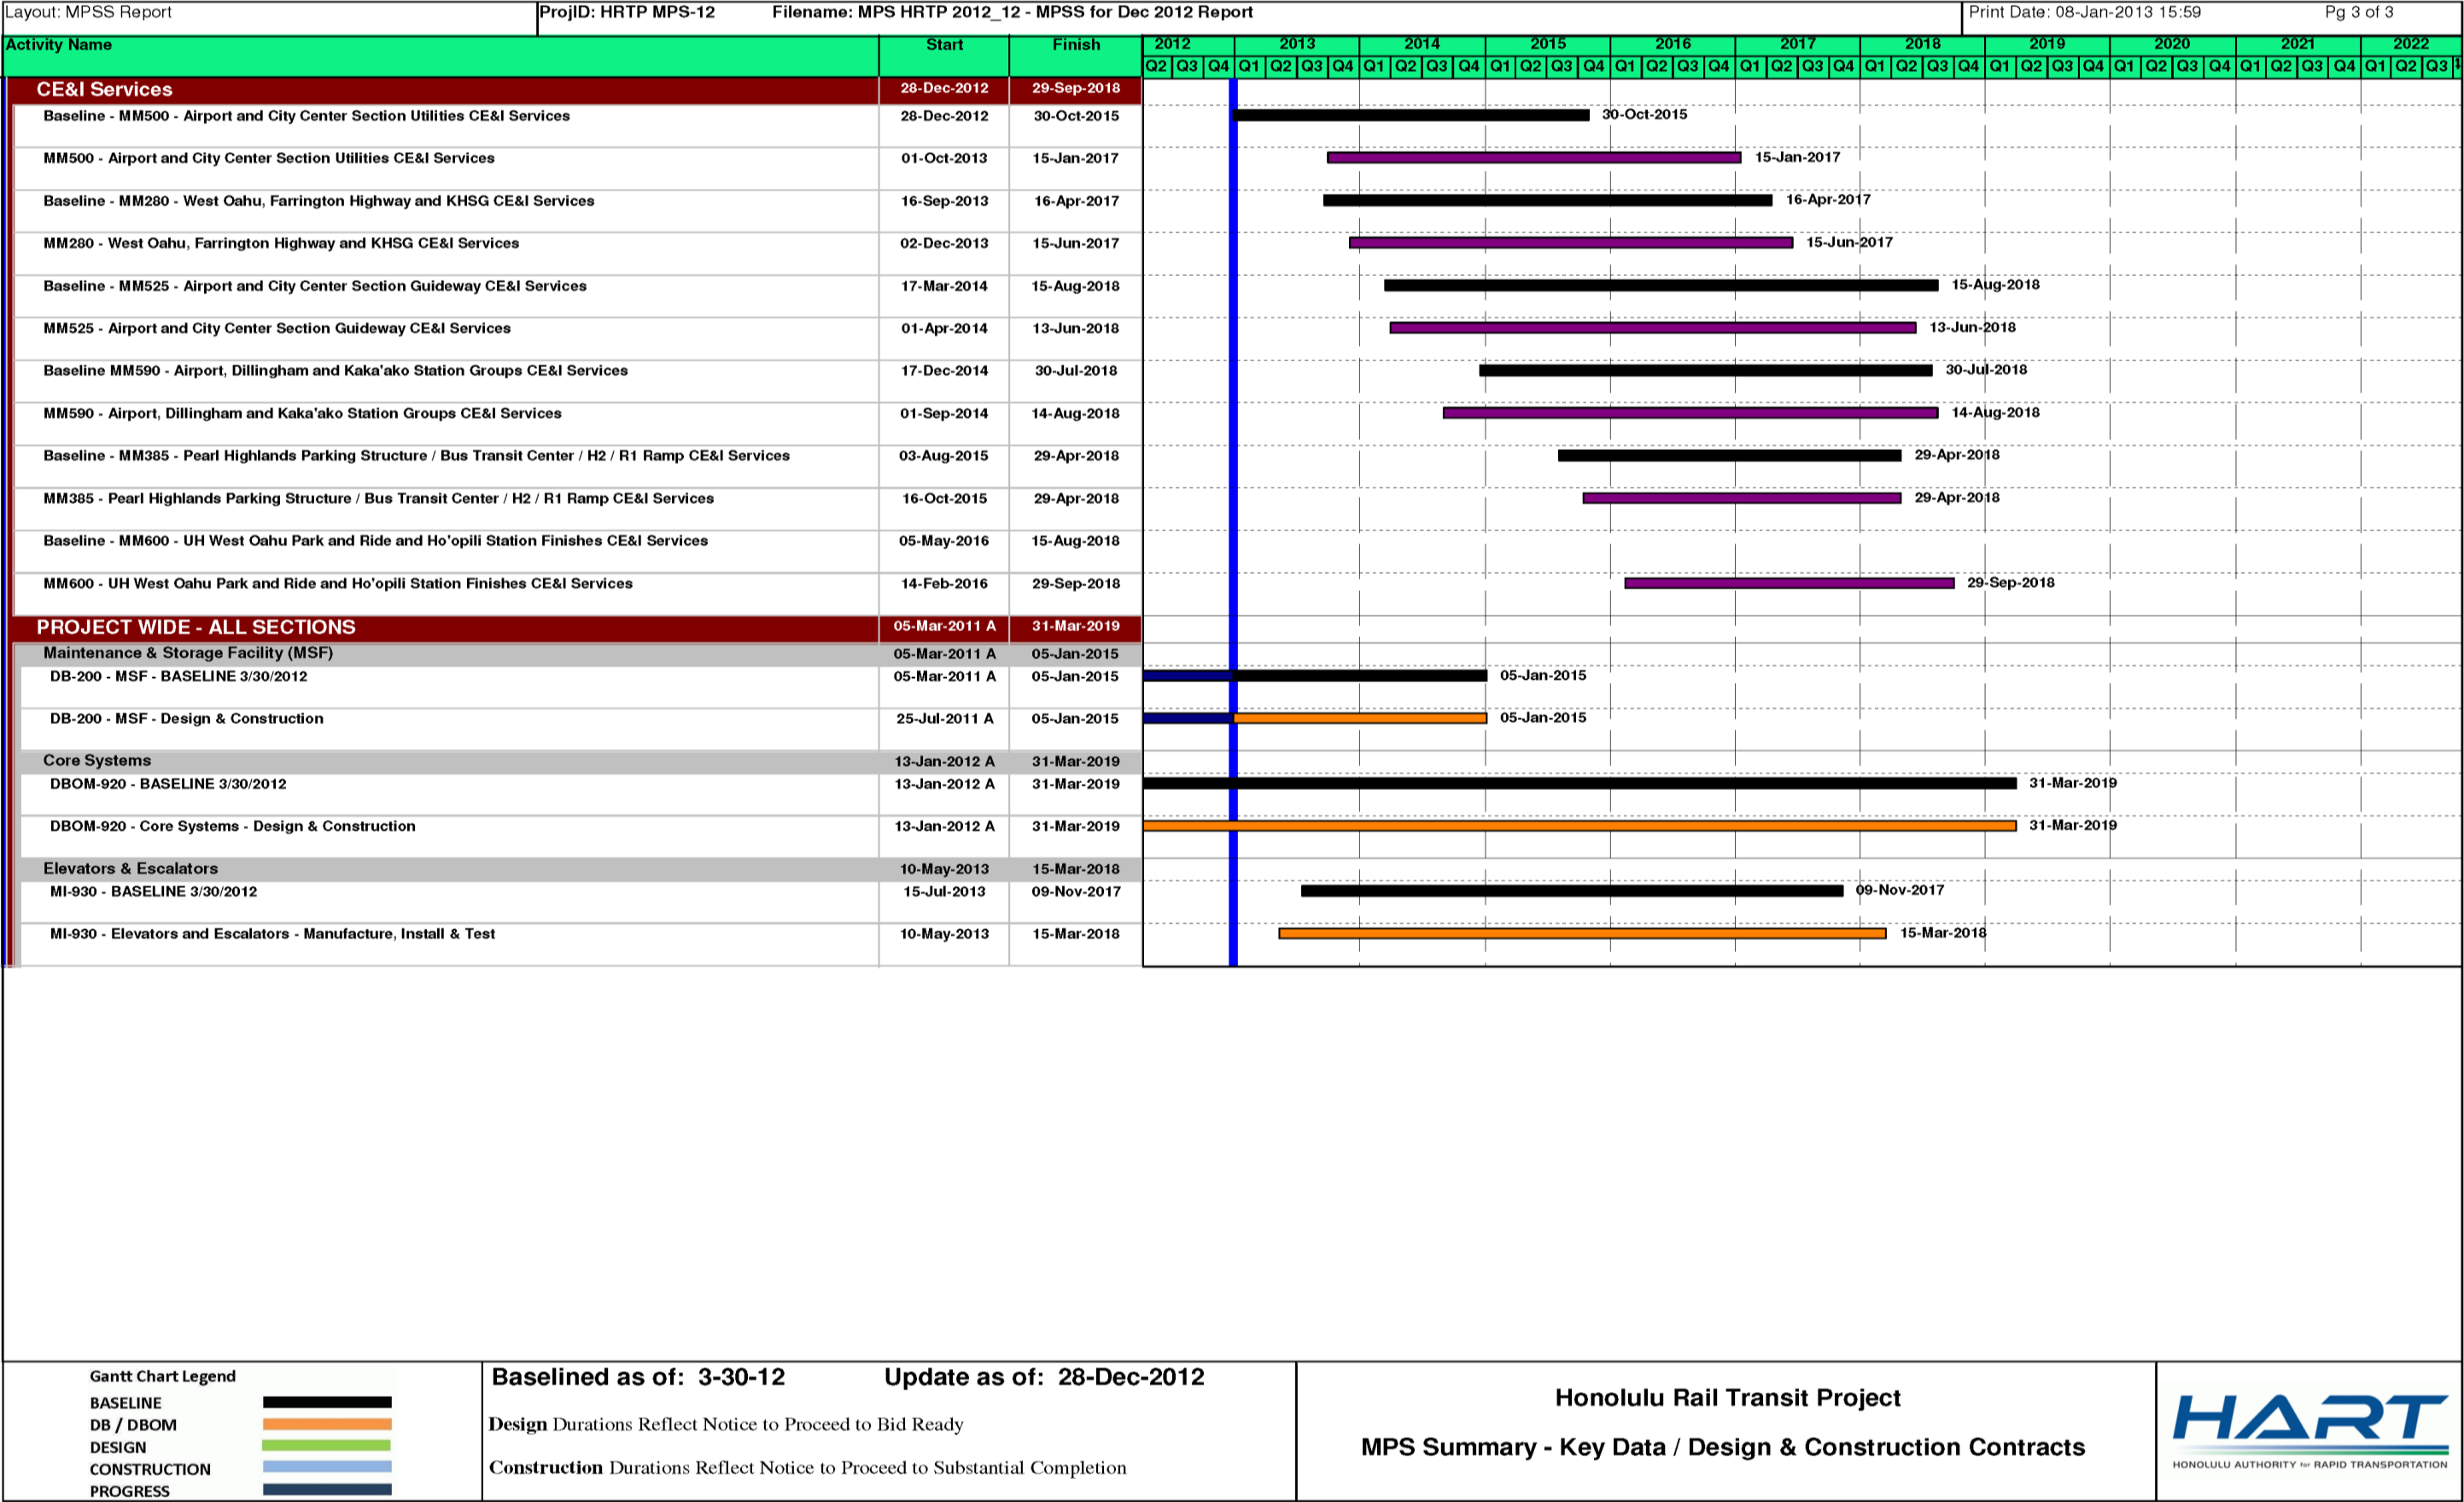 Layout: MPSS Report ProjID: HRTP MPS-12 Filename: MPS HRTP 2012_12 - MPSS for Dec 2012 Report Print Date: 08-Jan-2013 15:59 Pg 3 of 3
Activity Name Start Finish 2012 2013 2014 2015 2016 2017 2018 2019 2020 2021 2022
Q2 Q3 Q4 Q1 Q2 Q3 Q4 Q1 Q2 Q3 Q4 Q1 Q2 Q3 Q4 Q1 Q2 Q3 Q4 Q1 Q2 Q3 Q4 Q1 Q2 Q3 Q4 Q1 Q2 Q3 Q4 Q1 Q2 Q3 Q4 Q1 Q2 Q3 Q4 Q1 Q2 Q3
CE&I Services 28-Dec-2012 29-Sep-2018
Baseline - MM500 - Airport and City Center Section Utilities CE&I Services 28-Dec-2012 30-Oct-2015 30-Oct-2015
MM500 - Airport and City Center Section Utilities CE&I Services 01-Oct-2013 15-Jan-2017 15-Jan-2017
Baseline - MM280 - West Oahu, Farrington Highway and KHSG CE&I Services 16-Sep-2013 16-Apr-2017 16-Apr-2017
MM280 - West Oahu, Farrington Highway and KHSG CE&I Services 02-Dec-2013 15-Jun-2017 15-Jun-2017
Baseline - MM525 - Airport and City Center Section Guideway CE&I Services 17-Mar-2014 15-Aug-2018 15-Aug-2018
MM525 - Airport and City Center Section Guideway CE&I Services 01-Apr-2014 13-Jun-2018 13-Jun-2018
Baseline MM590 - Airport, Dillingham and Kaka'ako Station Groups CE&I Services 17-Dec-2014 30-Jul-2018 30-Jul-2018
MM590 - Airport, Dillingham and Kaka'ako Station Groups CE&I Services 01-Sep-2014 14-Aug-2018 14-Aug-2018
Baseline - MM385 - Pearl Highlands Parking Structure / Bus Transit Center / H2 / R1 Ramp CE&I Services 03-Aug-2015 29-Apr-2018 29-Apr-2018
MM385 - Pearl Highlands Parking Structure / Bus Transit Center / H2 / R1 Ramp CE&I Services 16-Oct-2015 29-Apr-2018 29-Apr-2018
Baseline - MM600 - UH West Oahu Park and Ride and Ho'opili Station Finishes CE&I Services 05-May-2016 15-Aug-2018
MM600 - UH West Oahu Park and Ride and Ho'opili Station Finishes CE&I Services 14-Feb-2016 29-Sep-2018 29-Sep-2018
PROJECT WIDE - ALL SECTIONS 05-Mar-2011 A 31-Mar-2019
Maintenance & Storage Facility (MSF) 05-Mar-2011 A 05-Jan-2015
DB-200 - MSF - BASELINE 3/30/2012 05-Mar-2011 A 05-Jan-2015 05-Jan-2015
DB-200 - MSF - Design & Construction 25-Jul-2011 A 05-Jan-2015 05-Jan-2015
Core Systems 13-Jan-2012 A 31-Mar-2019
DBOM-920 - BASELINE 3/30/2012 13-Jan-2012 A 31-Mar-2019 31-Mar-2019
DBOM-920 - Core Systems - Design & Construction 13-Jan-2012 A 31-Mar-2019 31-Mar-2019
Elevators & Escalators 10-May-2013 15-Mar-2018
MI-930 - BASELINE 3/30/2012 15-Jul-2013 09-Nov-2017 09-Nov-2017
MI-930 - Elevators and Escalators - Manufacture, Install & Test 10-May-2013 15-Mar-2018 15-Mar-2018
Gantt Chart Legend
BASELINE
DB / DBOM
DESIGN
CONSTRUCTION
PROGRESS
Baselined as of: 3-30-12 Update as of: 28-Dec-2012
Design Durations Reflect Notice to Proceed to Bid Ready
Construction Durations Reflect Notice to Proceed to Substantial Completion
Honolulu Rail Transit Project
MPS Summary - Key Data / Design & Construction Contracts
HART
HONOLULU AUTHORITY for RAPID TRANSPORTATION